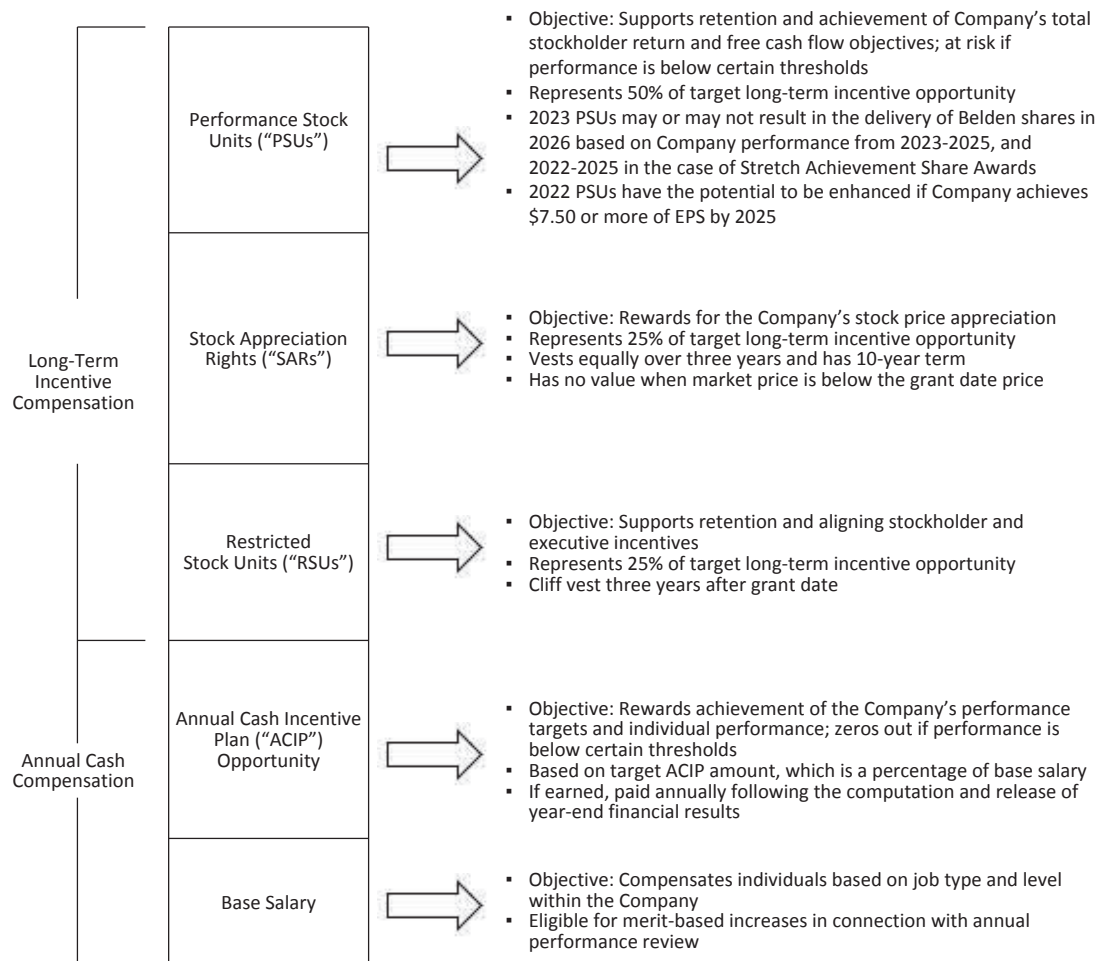 Long-Term
Incentive
Compensation
Performance Stock
Units (“PSUs”)
▪ Objective: Supports retention and achievement of Company’s total
stockholder return and free cash flow objectives; at risk if
performance is below certain thresholds
▪ Represents 50% of target long-term incentive opportunity
▪ 2023 PSUs may or may not result in the delivery of Belden shares in
2026 based on Company performance from 2023-2025, and
2022-2025 in the case of Stretch Achievement Share Awards
▪ 2022 PSUs have the potential to be enhanced if Company achieves
$7.50 or more of EPS by 2025
Stock Appreciation
Rights (“SARs”)
▪ Objective: Rewards for the Company’s stock price appreciation
▪ Represents 25% of target long-term incentive opportunity
▪ Vests equally over three years and has 10-year term
▪ Has no value when market price is below the grant date price
Restricted
Stock Units (“RSUs”)
▪ Objective: Supports retention and aligning stockholder and
executive incentives
▪ Represents 25% of target long-term incentive opportunity
▪ Cliff vest three years after grant date
Annual Cash
Compensation
Annual Cash Incentive
Plan (“ACIP”)
Opportunity
▪ Objective: Rewards achievement of the Company’s performance
targets and individual performance; zeros out if performance is
below certain thresholds
▪ Based on target ACIP amount, which is a percentage of base salary
▪ If earned, paid annually following the computation and release of
year-end financial results
Base Salary
▪ Objective: Compensates individuals based on job type and level
within the Company
▪ Eligible for merit-based increases in connection with annual
performance review